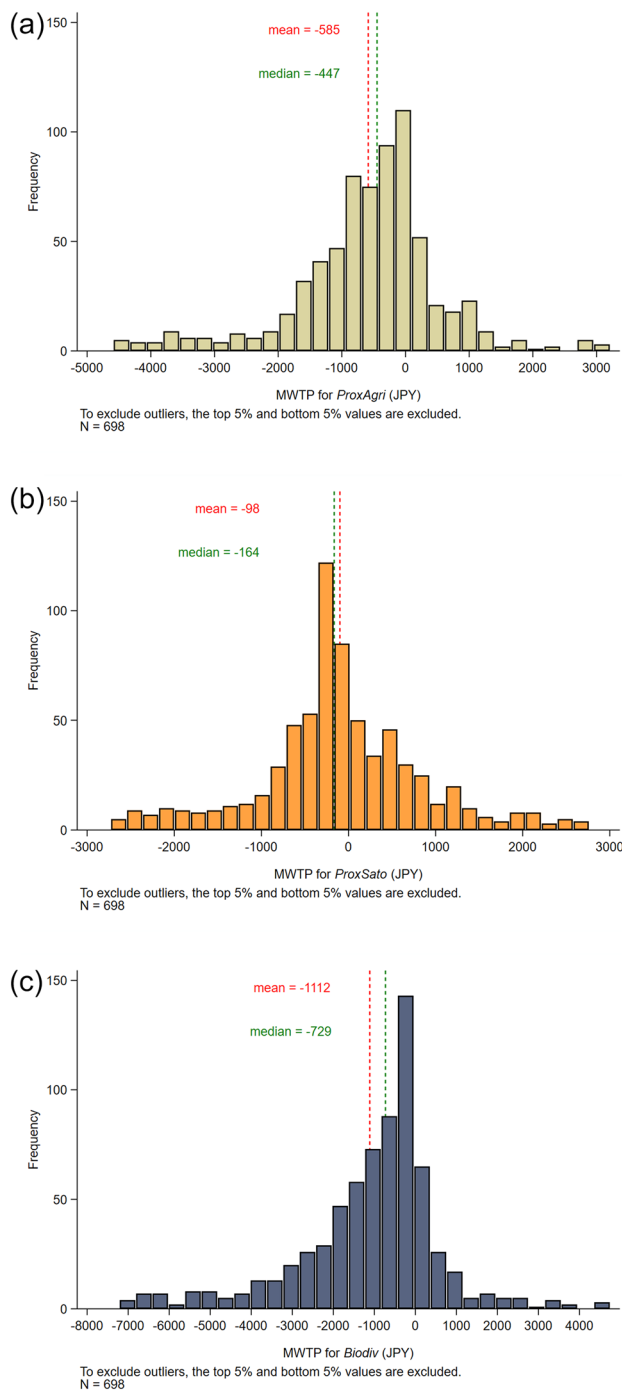 (a)
150
100
50
0
Frequency
mean = -585
median = -447
-5000 -4000 -3000 -2000 -1000 0 1000 2000 3000
MWTP for ProxAgri (JPY)
To exclude outliers, the top 5% and bottom 5% values are excluded.
N = 698
(b)
150
100
50
0
Frequency
mean = -98
median = -164
-3000 -2000 -1000 0 1000 2000 3000
MWTP for ProxSato (JPY)
To exclude outliers, the top 5% and bottom 5% values are excluded.
N = 698
(c)
150
100
50
0
Frequency
mean = -1112
median = -729
-8000 -7000 -6000 -5000 -4000 -3000 -2000 -1000 0 1000 2000 3000 4000
MWTP for Biodiv (JPY)
To exclude outliers, the top 5% and bottom 5% values are excluded.
N = 698